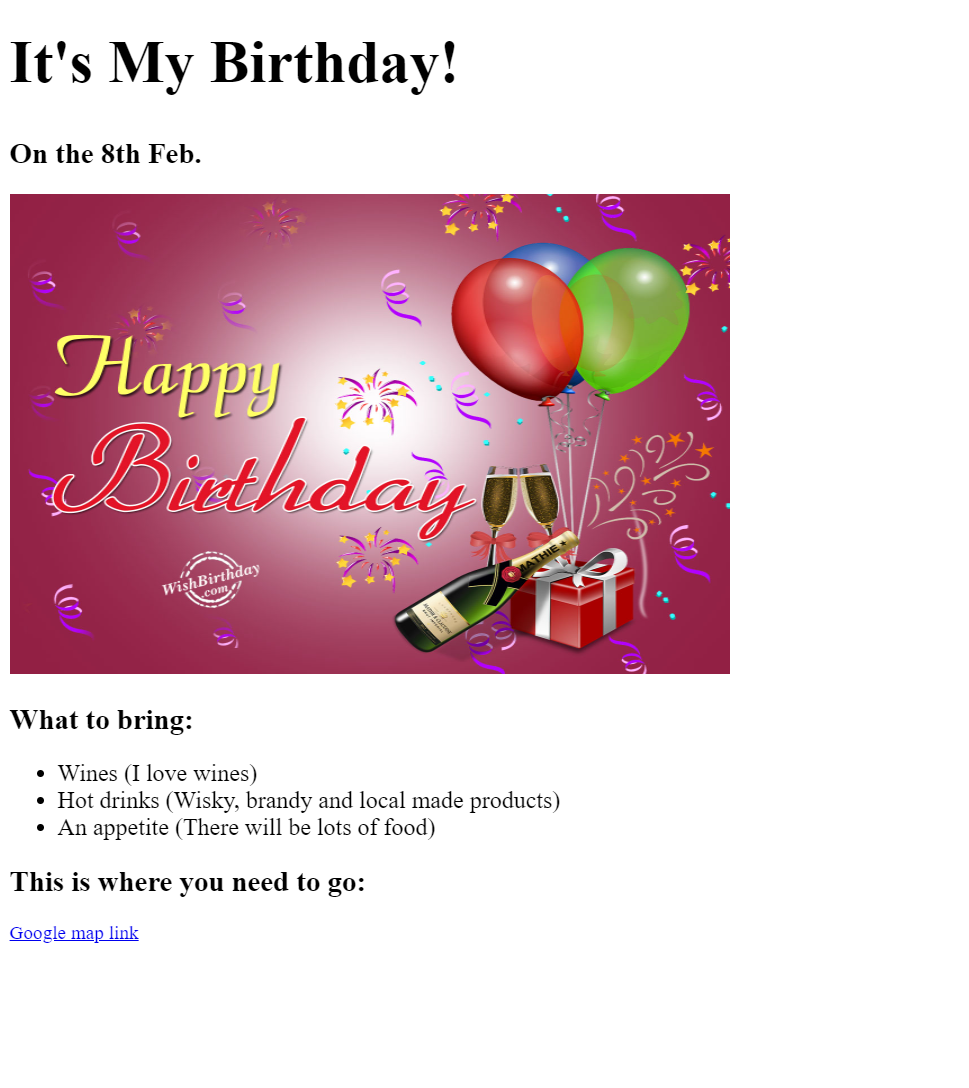 It's My Birthday!
On the 8th Feb.
Happy
Birthday
WishBirthday
.com
MATHIE
What to bring:
• Wines (I love wines)
• Hot drinks (Wisky, brandy and local made products)
• An appetite (There will be lots of food)
This is where you need to go:
Google map link